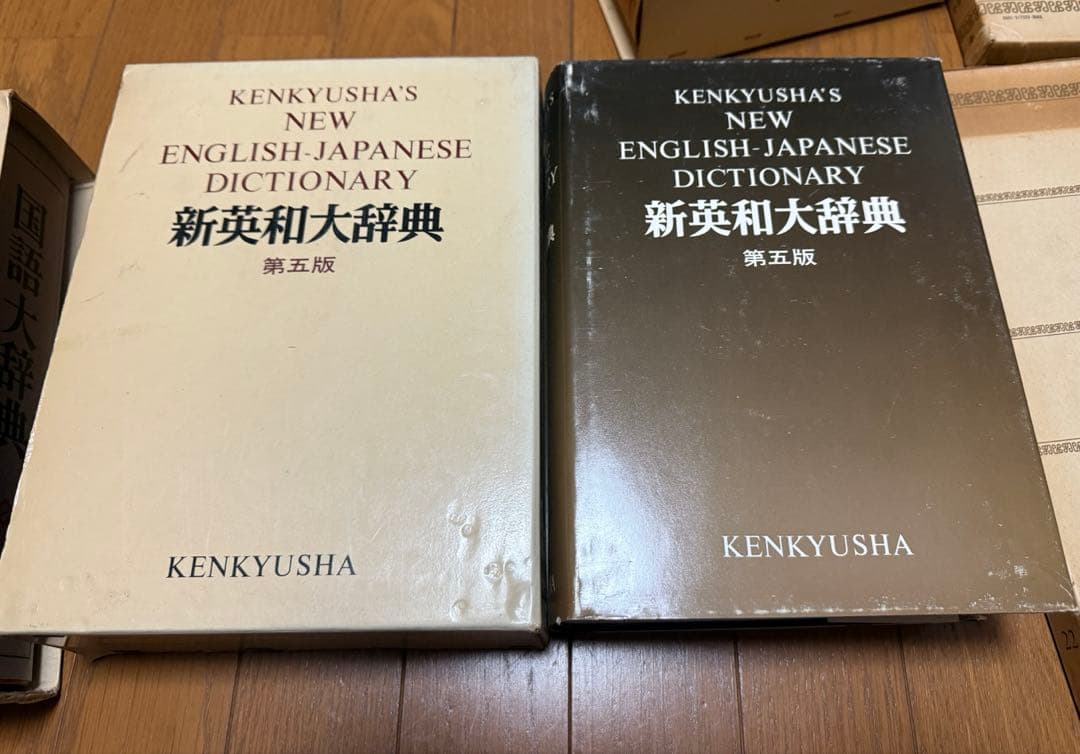 KENKYUSHA'S
NEW
ENGLISH-JAPANESE
DICTIONARY
新英和大辞典
第五版
KENKYUSHA
KENKYUSHA'S
NEW
ENGLISH-JAPANESE
DICTIONARY
新英和大辞典
第五版
KENKYUSHA
国語大辞典
22